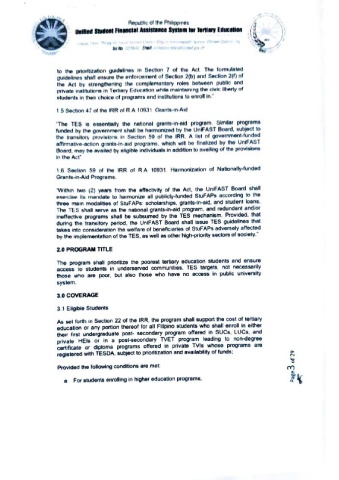 Republic of the Philippines
Unified Student Financial Assistance System for Tertiary Education
to the prioritization guidelines in Section 7 of the Act. The formulated
guidelines shall ensure the enforcement of Section 2(b) and Section 2(f) of
the Act by strengthening the complementary roles between public and
private institutions in Tertiary Education while maintaining the civic liberty of
students in their choice of programs and institutions to enroll in."
1.5 Section 47 of the IRR of R.A 10931. Grants-in-Aid
"The TES is essentially the national grants-in-aid program. Similar programs
funded by the government shall be harmonized by the UniFAST Board, subject to
the transitory provisions in Section 59 of the IRR. A list of government-funded
affirmative-action grants-in-aid programs, which will be finalized by the UniFAST
Board, may be availed by eligible individuals in addition to availing of the provisions
in the Act"
1.6 Section 59 of the IRR of R.A 10931. Harmonization of Nationally-funded
Grants-in-Aid Programs.
"Within two (2) years from the effectivity of the Act, the UniFAST Board shall
exercise its mandate to harmonize all publicly-funded StuFAPs according to the
three main modalities of StuFAPs: scholarships, grants-in-aid, and student loans.
The TES shall serve as the national grants-in-aid program, and redundant and/or
ineffective programs shall be subsumed by the TES mechanism. Provided, that
during the transitory period, the UniFAST Board shall issue TES guidelines that
takes into consideration the welfare of beneficiaries of StuFAPs adversely affected
by the implementation of the TES, as well as other high-priority sectors of society."
2.0 PROGRAM TITLE
The program shall prioritize the poorest tertiary education students and ensure
access to students in underserved communities. TES targets, not necessarily
those who are poor, but also those who have no access in public university
system.
3.0 COVERAGE
3.1 Eligible Students
As set forth in Section 22 of the IRR, the program shall support the cost of tertiary
education or any portion thereof for all Filipino students who shall enroll in either
their first undergraduate post- secondary program offered in SUCs, LUCs, and
private HEIs or in a post-secondary TVET program leading to non-degree
certificate or diploma programs offered in private TVIs whose programs are
registered with TESDA, subject to prioritization and availability of funds;
Provided the following conditions are met:
a For students enrolling in higher education programs.
Page 3 of 29